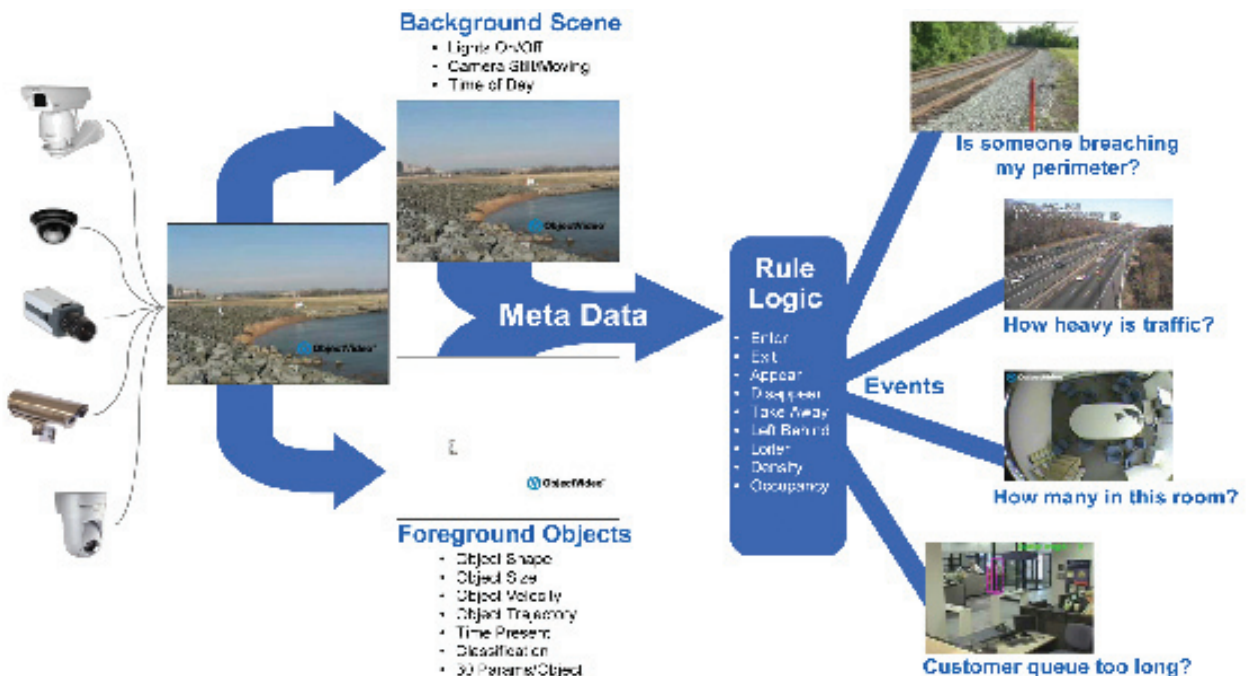 Background Scene
• Lights On/Off
• Camera Still/Moving
• Time of Day
ObjectVideo
ObjectVideo
Meta Data
ObjectVideo
Foreground Objects
• Object Shape
• Object Size
• Object Velocity
• Object Trajectory
• Time Present
• Classification
• 30 Params/Object
Rule
Logic
• Enter
• Exit
• Appear
• Disappear
• Take Away
• Left Behind
• Loiter
• Density
• Occupancy
Events
Is someone breaching
my perimeter?
How heavy is traffic?
ObjectVideo
How many in this room?
Customer queue too long?